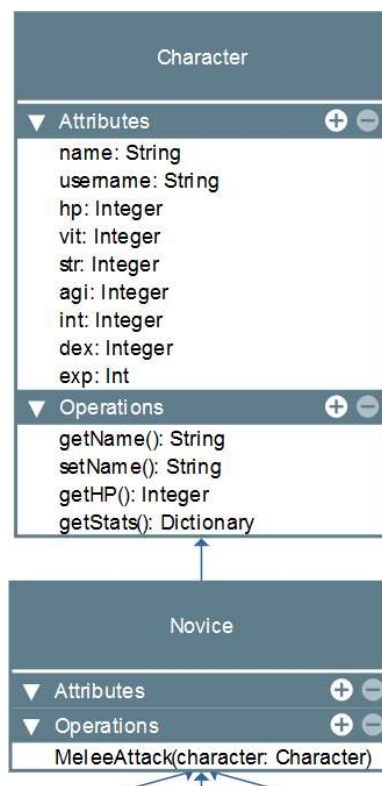 Character
Attributes
name: String
username: String
hp: Integer
vit: Integer
str: Integer
agi: Integer
int: Integer
dex: Integer
exp: Int
Operations
getName(): String
setName(): String
getHP(): Integer
getStats(): Dictionary
Novice
Attributes
Operations
MeleeAttack(character: Character)